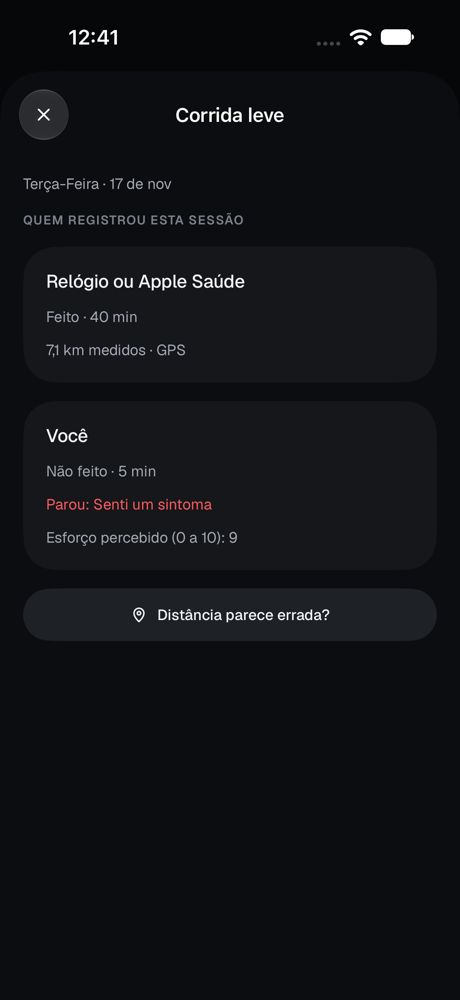 12:41
Corrida leve
Terça-Feira · 17 de nov
QUEM REGISTROU ESTA SESSÃO
Relógio ou Apple Saúde
Feito · 40 min
7,1 km medidos · GPS
Você
Não feito · 5 min
Parou: Senti um sintoma
Esforço percebido (0 a 10): 9
Distância parece errada?